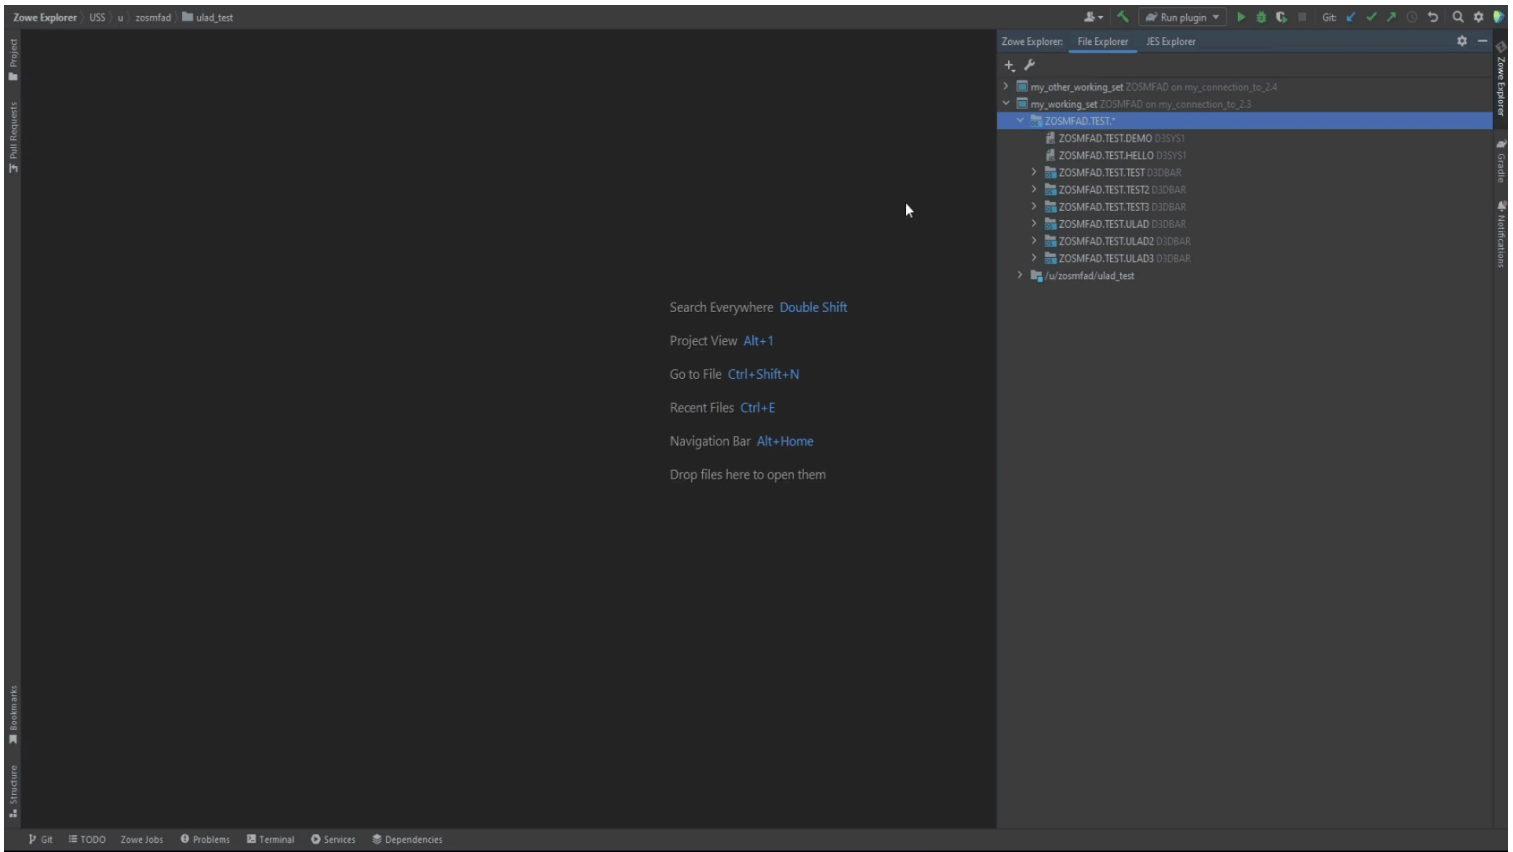 Zowe Explorer USS u zosmfad ulad_test
Run plugin Git:
Zowe Explorer: File Explorer JES Explorer
my_other_working_set ZOSMFAD on my_connection_to_2.4
my_working_set ZOSMFAD on my_connection_to_2.3
ZOSMFAD.TEST.*
ZOSMFAD.TEST.DEMO D3SYS1
ZOSMFAD.TEST.HELLO D3SYS1
ZOSMFAD.TEST.TEST D3DBAR
ZOSMFAD.TEST.TEST2 D3DBAR
ZOSMFAD.TEST.TEST3 D3DBAR
ZOSMFAD.TEST.ULAD D3DBAR
ZOSMFAD.TEST.ULAD2 D3DBAR
ZOSMFAD.TEST.ULAD3 D3DBAR
/u/zosmfad/ulad_test
Project
Pull Requests
Bookmarks
Structure
Search Everywhere Double Shift
Project View Alt+1
Go to File Ctrl+Shift+N
Recent Files Ctrl+E
Navigation Bar Alt+Home
Drop files here to open them
Zowe Explorer
Gradle
Notifications
Git TODO Zowe Jobs Problems Terminal Services Dependencies